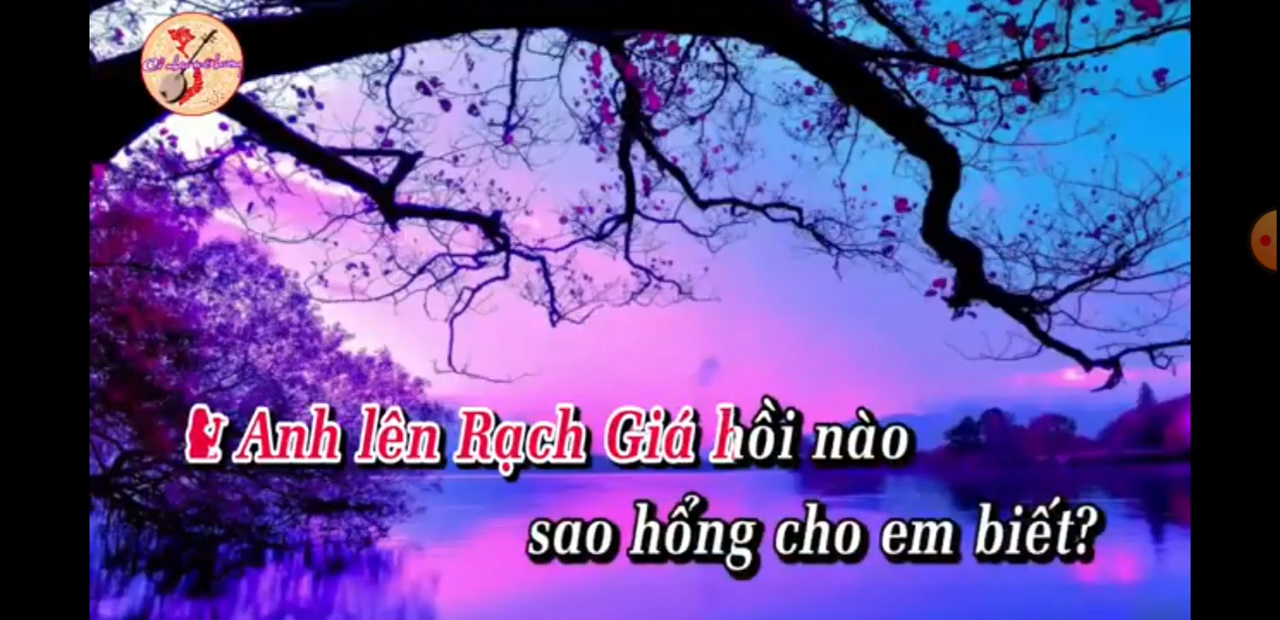 Anh lên Rạch Giá hồi nào
sao hổng cho em biết?